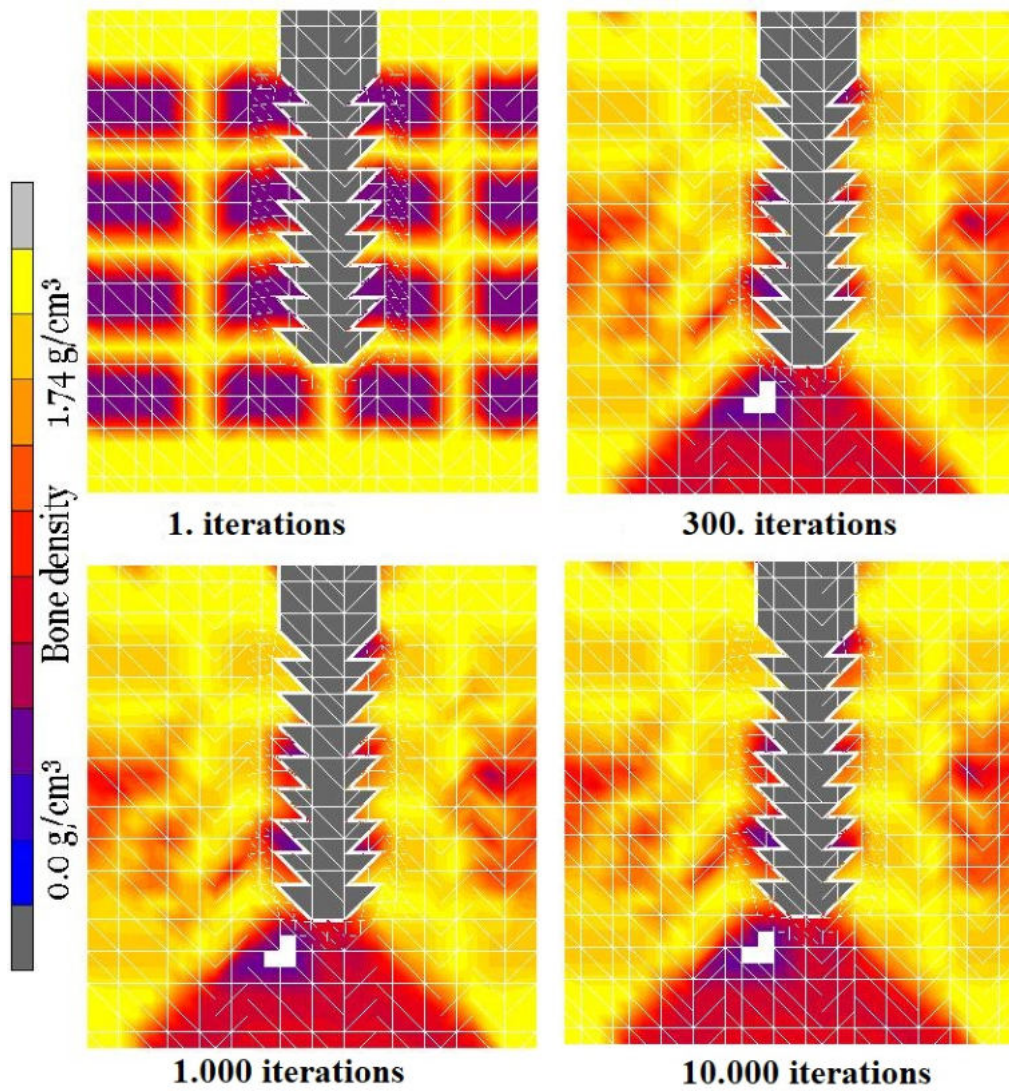 1. iterations
300. iterations
0.0 g/cm³ Bone density 1.74 g/cm³
1.000 iterations
10.000 iterations